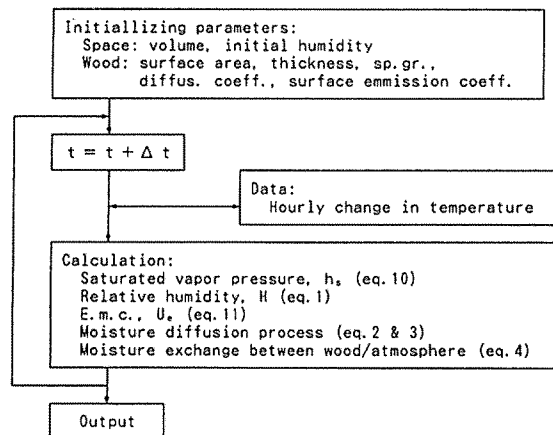 Initiallizing parameters:
Space: volume, initial humidity
Wood: surface area, thickness, sp.gr.,
diffus. coeff., surface emmission coeff.
t = t + Δ t
Data:
Hourly change in temperature
Calculation:
Saturated vapor pressure, hₛ (eq.10)
Relative humidity, H (eq.1)
E.m.c., Uₑ (eq.11)
Moisture diffusion process (eq.2 & 3)
Moisture exchange between wood/atmosphere (eq.4)
Output